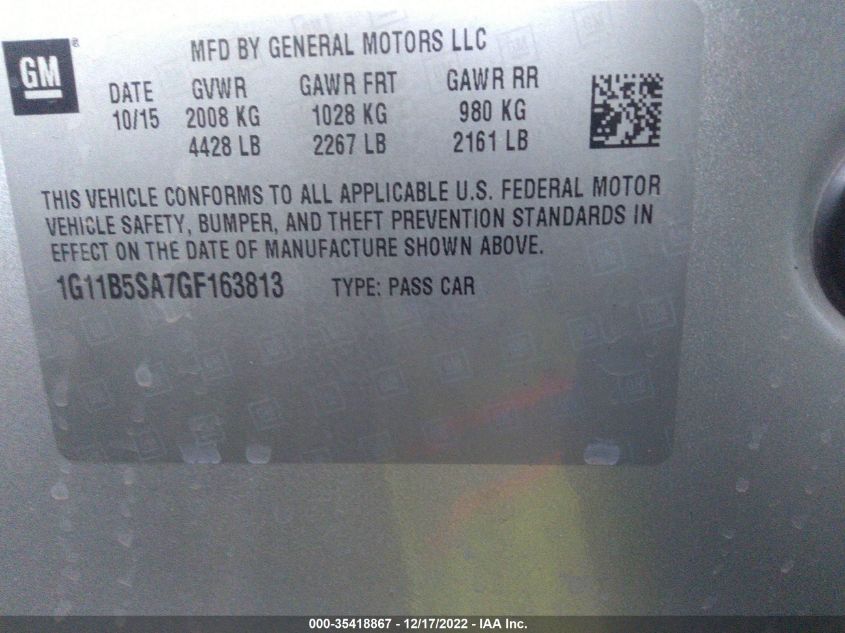 GM®
MFD BY GENERAL MOTORS LLC
DATE GVWR GAWR FRT GAWR RR
10/15 2008 KG 1028 KG 980 KG
4428 LB 2267 LB 2161 LB
THIS VEHICLE CONFORMS TO ALL APPLICABLE U.S. FEDERAL MOTOR
VEHICLE SAFETY, BUMPER, AND THEFT PREVENTION STANDARDS IN
EFFECT ON THE DATE OF MANUFACTURE SHOWN ABOVE.
1G11B5SA7GF163813 TYPE: PASS CAR
000-35418867 - 12/17/2022 - IAA Inc.